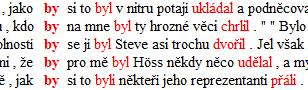 , jako by si to byl v nitru potaji ukládal a podněcova
, kdo by na mne byl ty hrozné věci chrlil . " " Bylo
olnosti by se ji byl Steve asi trochu dvořil . Jel však
mi , že by pro mě byl Höss někdy něco udělal , a my
ě , jak by si to byli někteří jeho reprezentanti přáli .